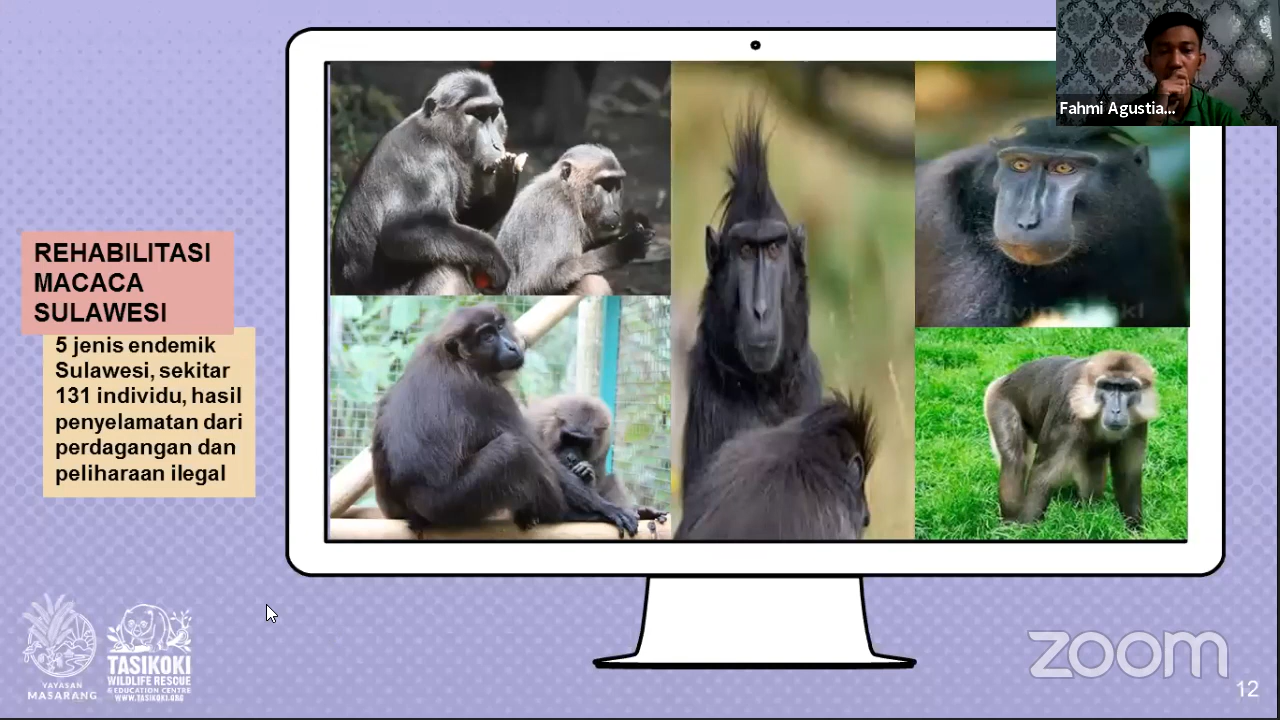 Fahmi Agustia...
REHABILITASI
MACACA
SULAWESI
5 jenis endemik
Sulawesi, sekitar
131 individu, hasil
penyelamatan dari
perdagangan dan
peliharaan ilegal
YAYASAN
MASARANG
TASIKOKI
WILDLIFE RESCUE
& EDUCATION CENTRE
WWW.TASIKOKI.ORG
zoom
12